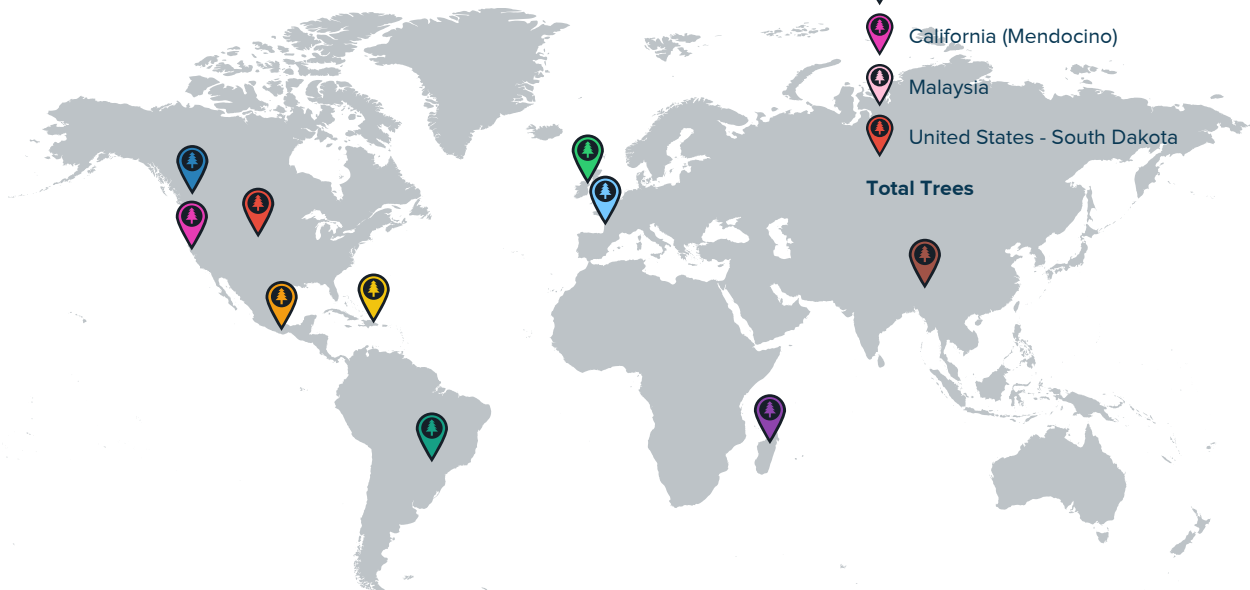 California (Mendocino)
Malaysia
United States - South Dakota
Total Trees